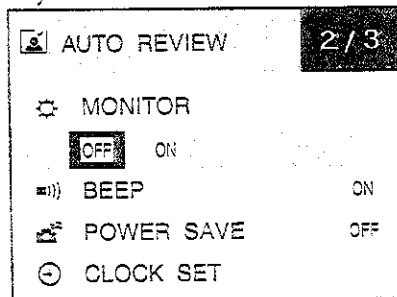 AUTO REVIEW 2/3
MONITOR
OFF ON
BEEP ON
POWER SAVE OFF
CLOCK SET